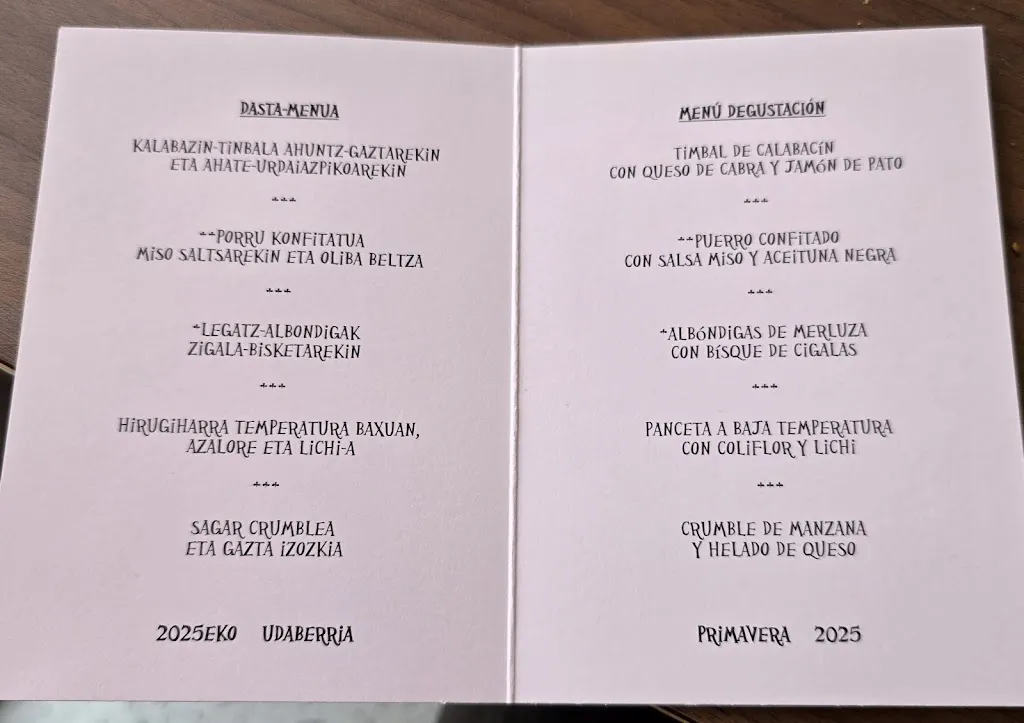 DASTA-MENUA
KALABAZIN-TINBALA AHUNTZ-GAZTAREKIN
ETA AHATE-URDAIAZPIKOAREKIN
***
**PORRU KONFITATUA
MISO SALTSAREKIN ETA OLIBA BELTZA
***
*LEGATZ-ALBONDIGAK
ZIGALA-BISKETAREKIN
***
HIRUGIHARRA TEMPERATURA BAXUAN,
AZALORE ETA LICHI-A
***
SAGAR CRUMBLEA
ETA GAZTA IZOZKIA
2025EKO UDABERRIA
MENÚ DEGUSTACIÓN
TIMBAL DE CALABACÍN
CON QUESO DE CABRA Y JAMÓN DE PATO
***
**PUERRO CONFITADO
CON SALSA MISO Y ACEITUNA NEGRA
***
*ALBÓNDIGAS DE MERLUZA
CON BÍSQUE DE CIGALAS
***
PANCETA A BAJA TEMPERATURA
CON COLIFLOR Y LICHI
***
CRUMBLE DE MANZANA
Y HELADO DE QUESO
PRIMAVERA 2025